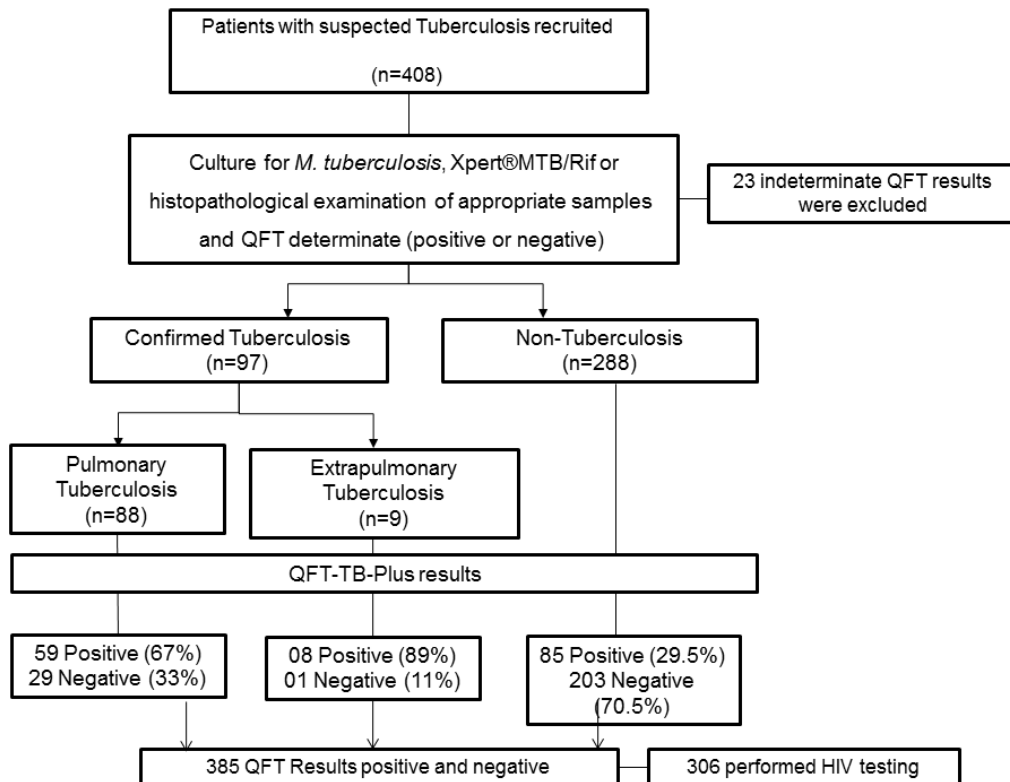 Patients with suspected Tuberculosis recruited
(n=408)
Culture for M. tuberculosis, Xpert®MTB/Rif or
histopathological examination of appropriate samples
and QFT determinate (positive or negative)
23 indeterminate QFT results
were excluded
Confirmed Tuberculosis
(n=97)
Non-Tuberculosis
(n=288)
Pulmonary
Tuberculosis
(n=88)
Extrapulmonary
Tuberculosis
(n=9)
QFT-TB-Plus results
59 Positive (67%)
29 Negative (33%)
08 Positive (89%)
01 Negative (11%)
85 Positive (29.5%)
203 Negative
(70.5%)
385 QFT Results positive and negative
306 performed HIV testing